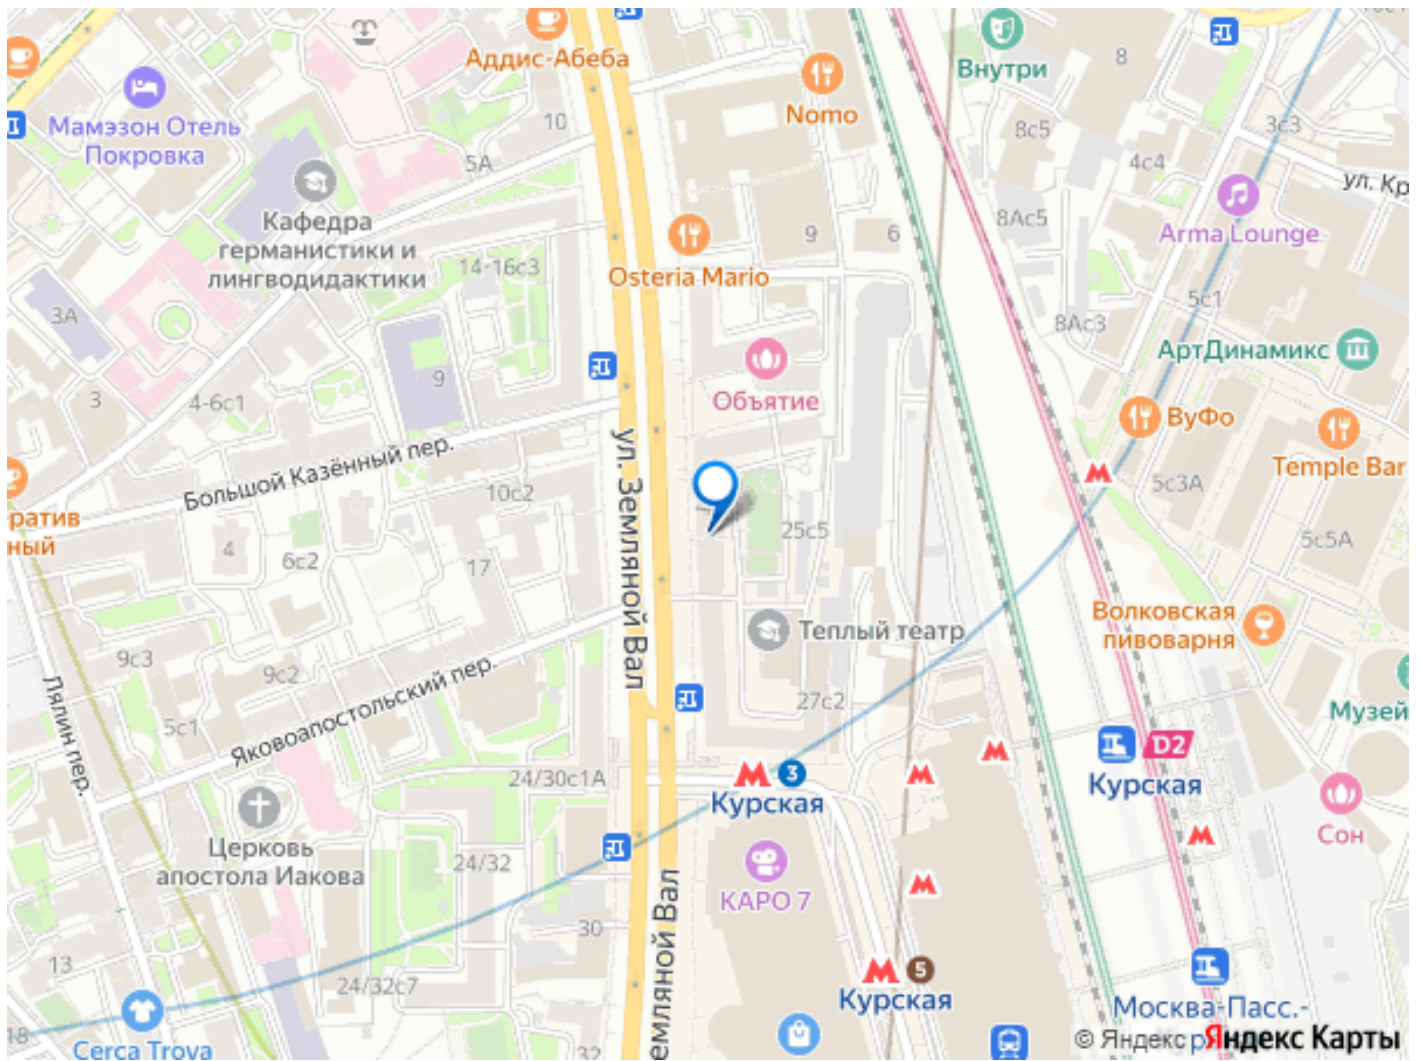 Аддис-Абеба
Внутри
8
Мамэзон Отель
Покровка
10
Nomo
8с5
3с3
4с4
5А
ул. Кр
Кафедра
германистики и
лингводидактики
14-16с3
Osteria Mario
9
6
8Ас5
Arma Lounge
5с1
3А
8Ас3
АртДинамикс
9
3
4-6с1
Объятие
ВуФо
Temple Bar
Большой Казённый пер.
ул. Земляной Вал
10с2
5с3А
ратив
ный
4
6с2
17
25с5
5с5А
Волковская
пивоварня
Теплый театр
9с3
9с2
Лялин пер.
5с1
Яковоапостольский пер.
27с2
Музей
D2
Курская
24/30с1А
3
Курская
Церковь
апостола Иакова
24/32
Сон
КАРО 7
Земляной Вал
30
13
24/32с7
5
Курская
Москва-Пасс.-
18
Cerca Trova
32
© Яндекс Яндекс Карты